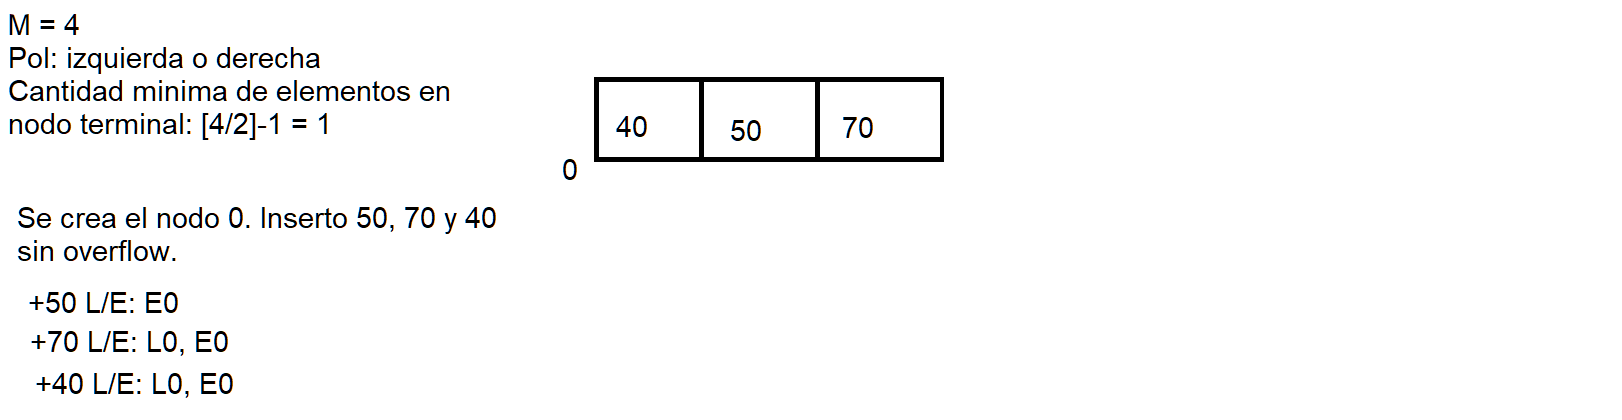 M = 4
Pol: izquierda o derecha
Cantidad minima de elementos en
nodo terminal: [4/2]-1 = 1
40 50 70
0
Se crea el nodo 0. Inserto 50, 70 y 40
sin overflow.
+50 L/E: E0
+70 L/E: L0, E0
+40 L/E: L0, E0